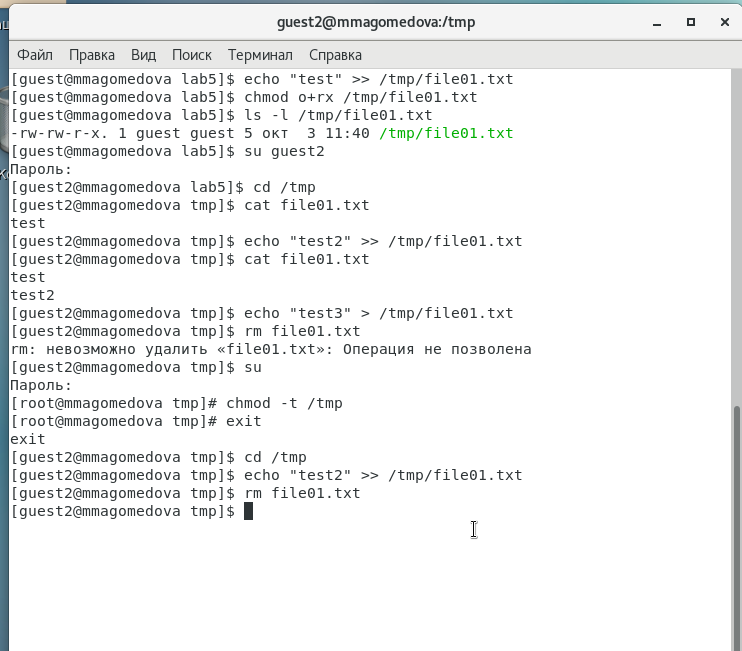 guest2@mmagomedova:/tmp
Файл Правка Вид Поиск Терминал Справка
[guest@mmagomedova lab5]$ echo "test" >> /tmp/file01.txt
[guest@mmagomedova lab5]$ chmod o+rx /tmp/file01.txt
[guest@mmagomedova lab5]$ ls -l /tmp/file01.txt
-rw-rw-r-x. 1 guest guest 5 окт  3 11:40 /tmp/file01.txt
[guest@mmagomedova lab5]$ su guest2
Пароль:
[guest2@mmagomedova lab5]$ cd /tmp
[guest2@mmagomedova tmp]$ cat file01.txt
test
[guest2@mmagomedova tmp]$ echo "test2" >> /tmp/file01.txt
[guest2@mmagomedova tmp]$ cat file01.txt
test
test2
[guest2@mmagomedova tmp]$ echo "test3" > /tmp/file01.txt
[guest2@mmagomedova tmp]$ rm file01.txt
rm: невозможно удалить «file01.txt»: Операция не позволена
[guest2@mmagomedova tmp]$ su
Пароль:
[root@mmagomedova tmp]# chmod -t /tmp
[root@mmagomedova tmp]# exit
exit
[guest2@mmagomedova tmp]$ cd /tmp
[guest2@mmagomedova tmp]$ echo "test2" >> /tmp/file01.txt
[guest2@mmagomedova tmp]$ rm file01.txt
[guest2@mmagomedova tmp]$